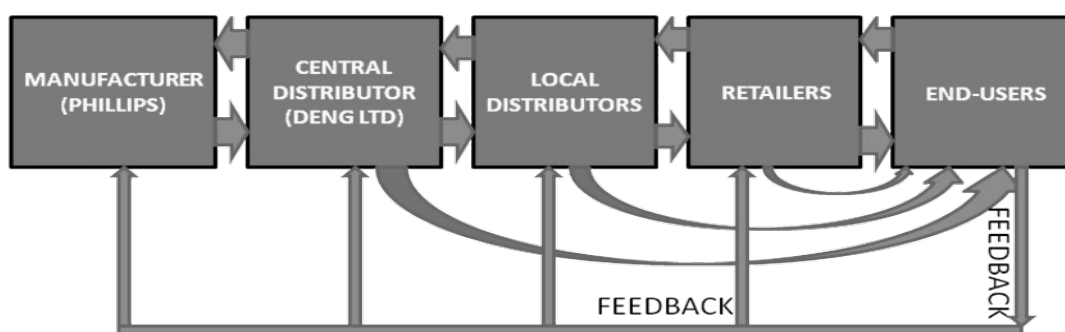 MANUFACTURER
(PHILLIPS)
CENTRAL
DISTRIBUTOR
(DENG LTD)
LOCAL
DISTRIBUTORS
RETAILERS
END-USERS
FEEDBACK
FEEDBACK